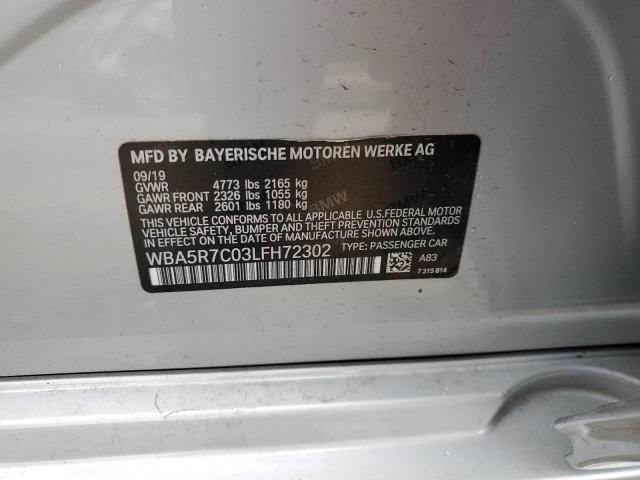 MFD BY BAYERISCHE MOTOREN WERKE AG
09/19
GVWR 4773 lbs 2165 kg
GAWR FRONT 2326 lbs 1055 kg
GAWR REAR 2601 lbs 1180 kg
THIS VEHICLE CONFORMS TO ALL APPLICABLE U.S.FEDERAL MOTOR
VEHICLE SAFETY, BUMPER AND THEFT PREVENTION STANDARDS IN
EFFECT ON THE DATE OF MANUFACTURE SHOWN ABOVE.
WBA5R7C03LFH72302 TYPE: PASSENGER CAR
A83
7 315 814